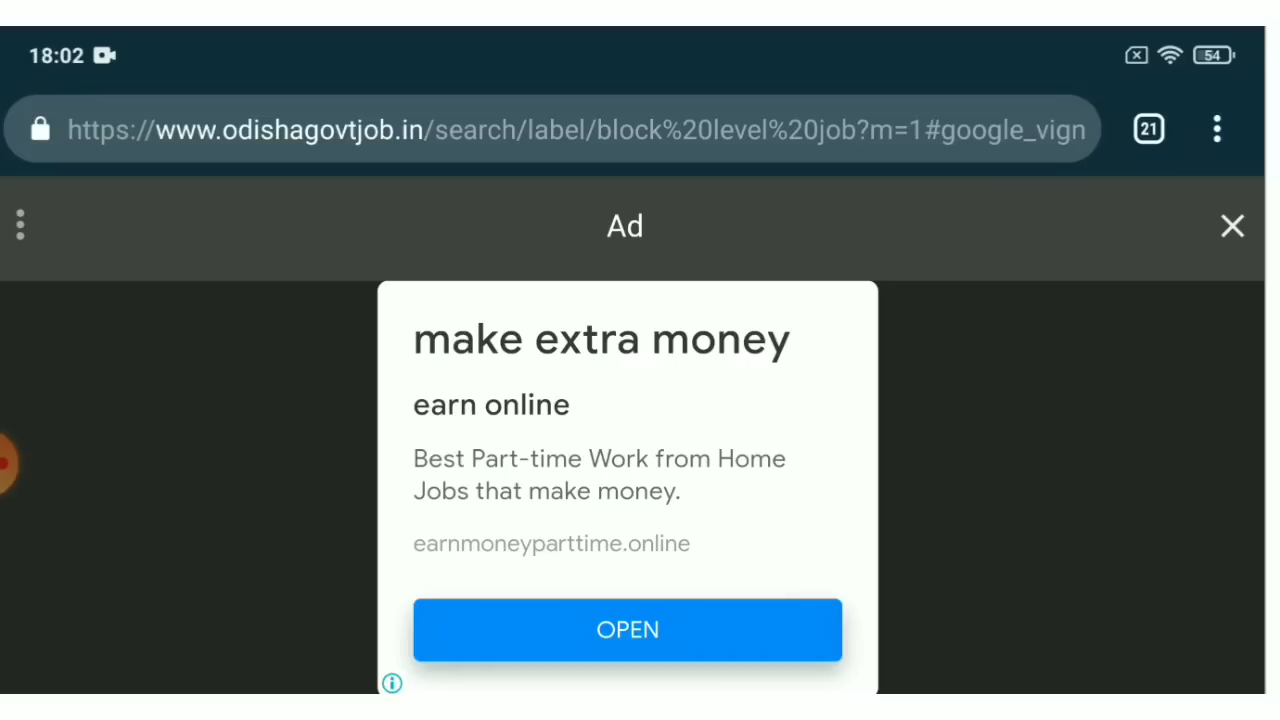 18:02
54
https://www.odishagovtjob.in/search/label/block%20level%20job?m=1#google_vign
21
Ad
make extra money
earn online
Best Part-time Work from Home
Jobs that make money.
earnmoneyparttime.online
OPEN